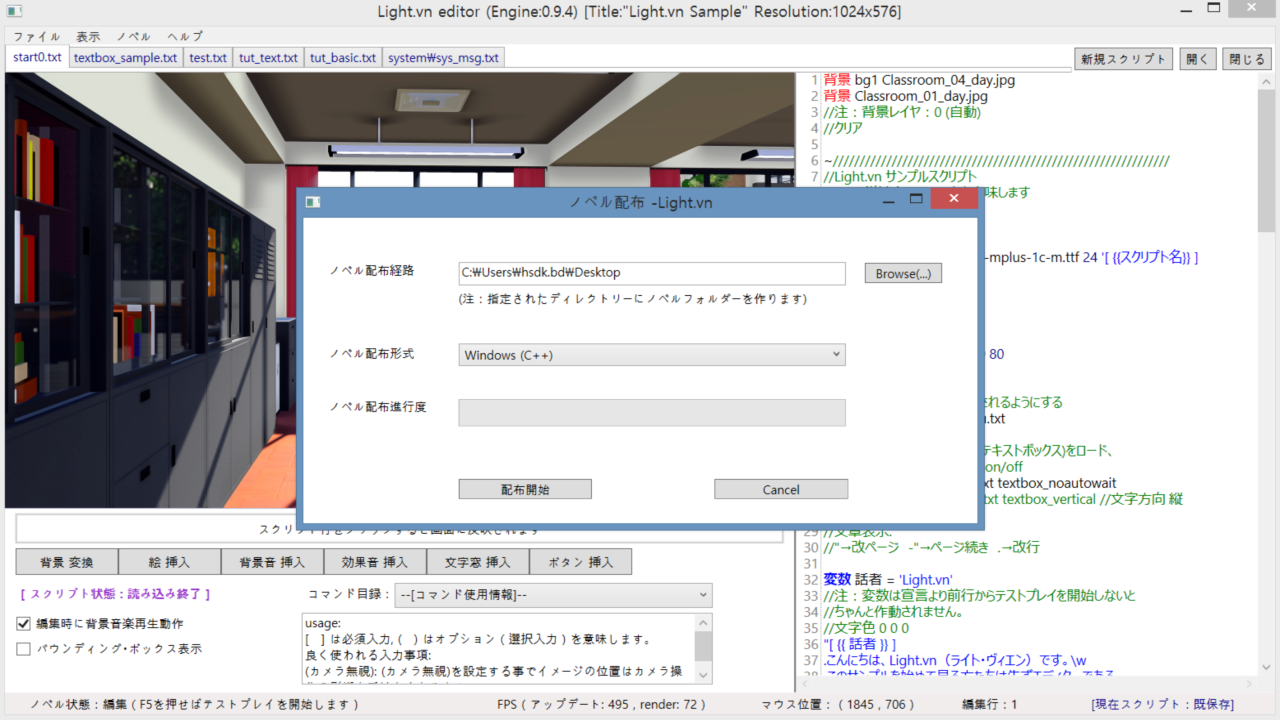 Light.vn editor (Engine:0.9.4) [Title:"Light.vn Sample" Resolution:1024x576]
ファイル 表示 ノベル ヘルプ
start0.txt textbox_sample.txt test.txt tut_text.txt tut_basic.txt system₩sys_msg.txt
新規スクリプト 開く 閉じる
1 背景 bg1 Classroom_04_day.jpg
2 背景 Classroom_01_day.jpg
3 //注：背景レイヤ：0 (自動)
4 //クリア
5
6 ~////////////////////////////////////////////////////////////////
7 //Light.vn サンプルスクリプト
味します
-mplus-1c-m.ttf 24 '[ {{スクリプト名}} ]
80
れるようにする
.txt
テキストボックス)をロード、
on/off
xt textbox_noautowait
txt textbox_vertical //文字方向 縦
29 //文章表示:
30 //"→改ページ -"→ページ続き .→改行
31
32 変数 話者 = 'Light.vn'
33 //注：変数は宣言より前行からテストプレイを開始しないと
34 //ちゃんと作動されません。
35 //文字色 0 0 0
36 "[ {{ 話者 }} ]
37 .こんにちは、Light.vn（ライト・ヴィエン）です。\w
38
ノベル配布 -Light.vn
ノベル配布経路 C:₩Users₩hsdk.bd₩Desktop Browse(...)
(注：指定されたディレクトリーにノベルフォルダーを作ります)
ノベル配布形式 Windows (C++)
ノベル配布進行度
配布開始 Cancel
背景 変換 絵 挿入 背景音 挿入 効果音 挿入 文字窓 挿入 ボタン 挿入
[ スクリプト状態：読み込み終了 ] コマンド目録： --[コマンド使用情報]--
編集時に背景音楽再生動作
バウンディング・ボックス表示
usage:
[ ] は必須入力, ( ) はオプション ( 選択入力 ) を意味します。
良く使われる入力事項:
(カメラ無視): (カメラ無視)を設定する事でイメージの位置はカメラ操
ノベル状態：編集 ( F5を押せばテストプレイを開始します ) FPS ( アップデート: 495 , render: 72 ) マウス位置： ( 1845 , 706 ) 編集行：1 [現在スクリプト：既保存]